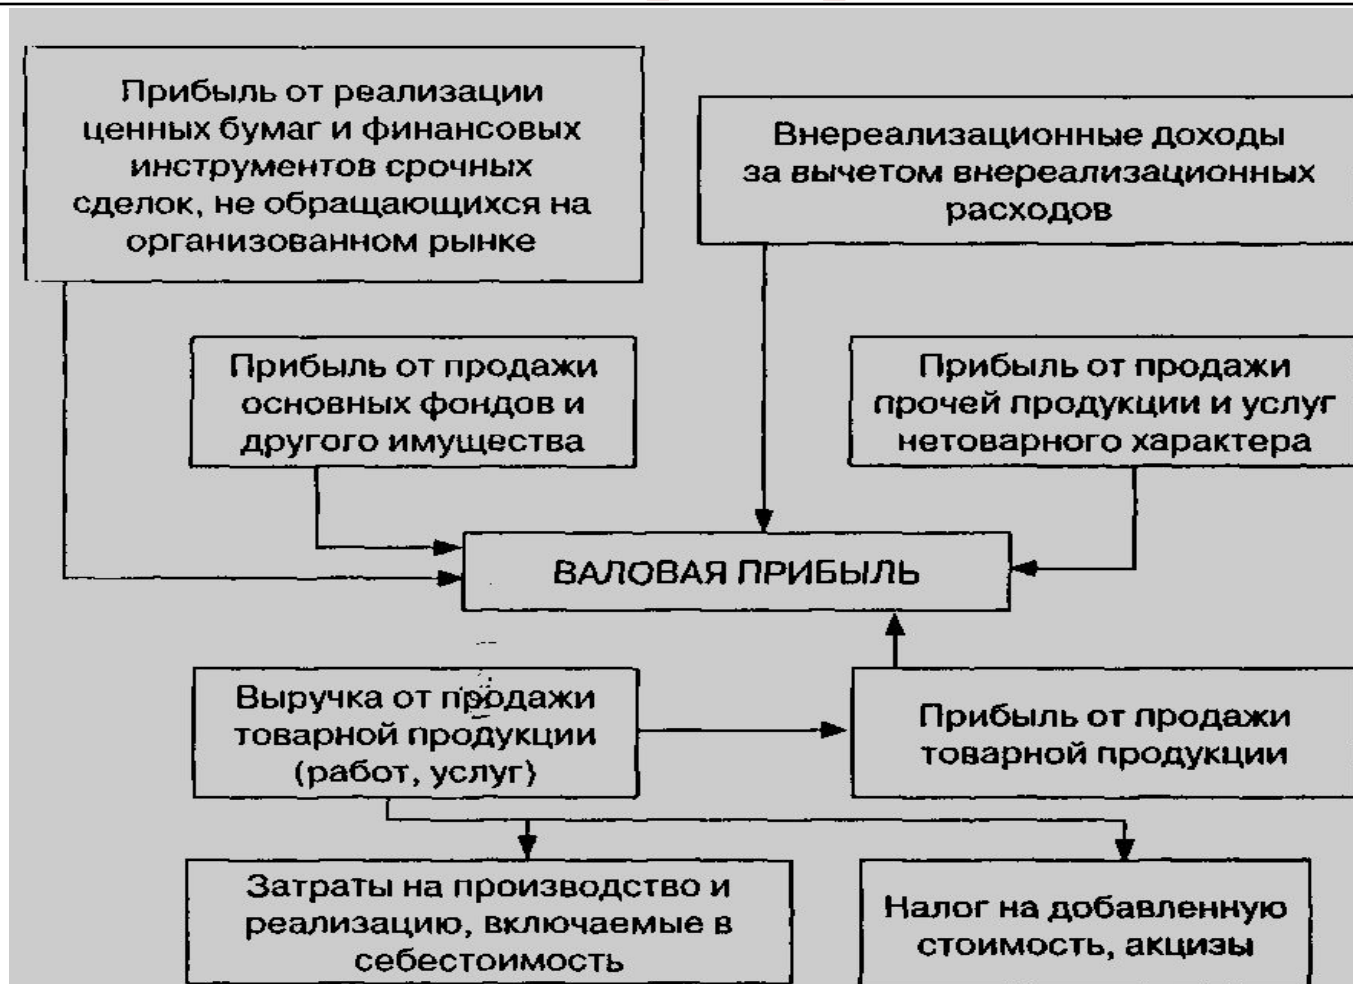 Прибыль от реализации
ценных бумаг и финансовых
инструментов срочных
сделок, не обращающихся на
организованном рынке
Внереализационные доходы
за вычетом внереализационных
расходов
Прибыль от продажи
основных фондов и
другого имущества
Прибыль от продажи
прочей продукции и услуг
нетоварного характера
ВАЛОВАЯ ПРИБЫЛЬ
Выручка от продажи
товарной продукции
(работ, услуг)
Прибыль от продажи
товарной продукции
Затраты на производство и
реализацию, включаемые в
себестоимость
Налог на добавленную
стоимость, акцизы